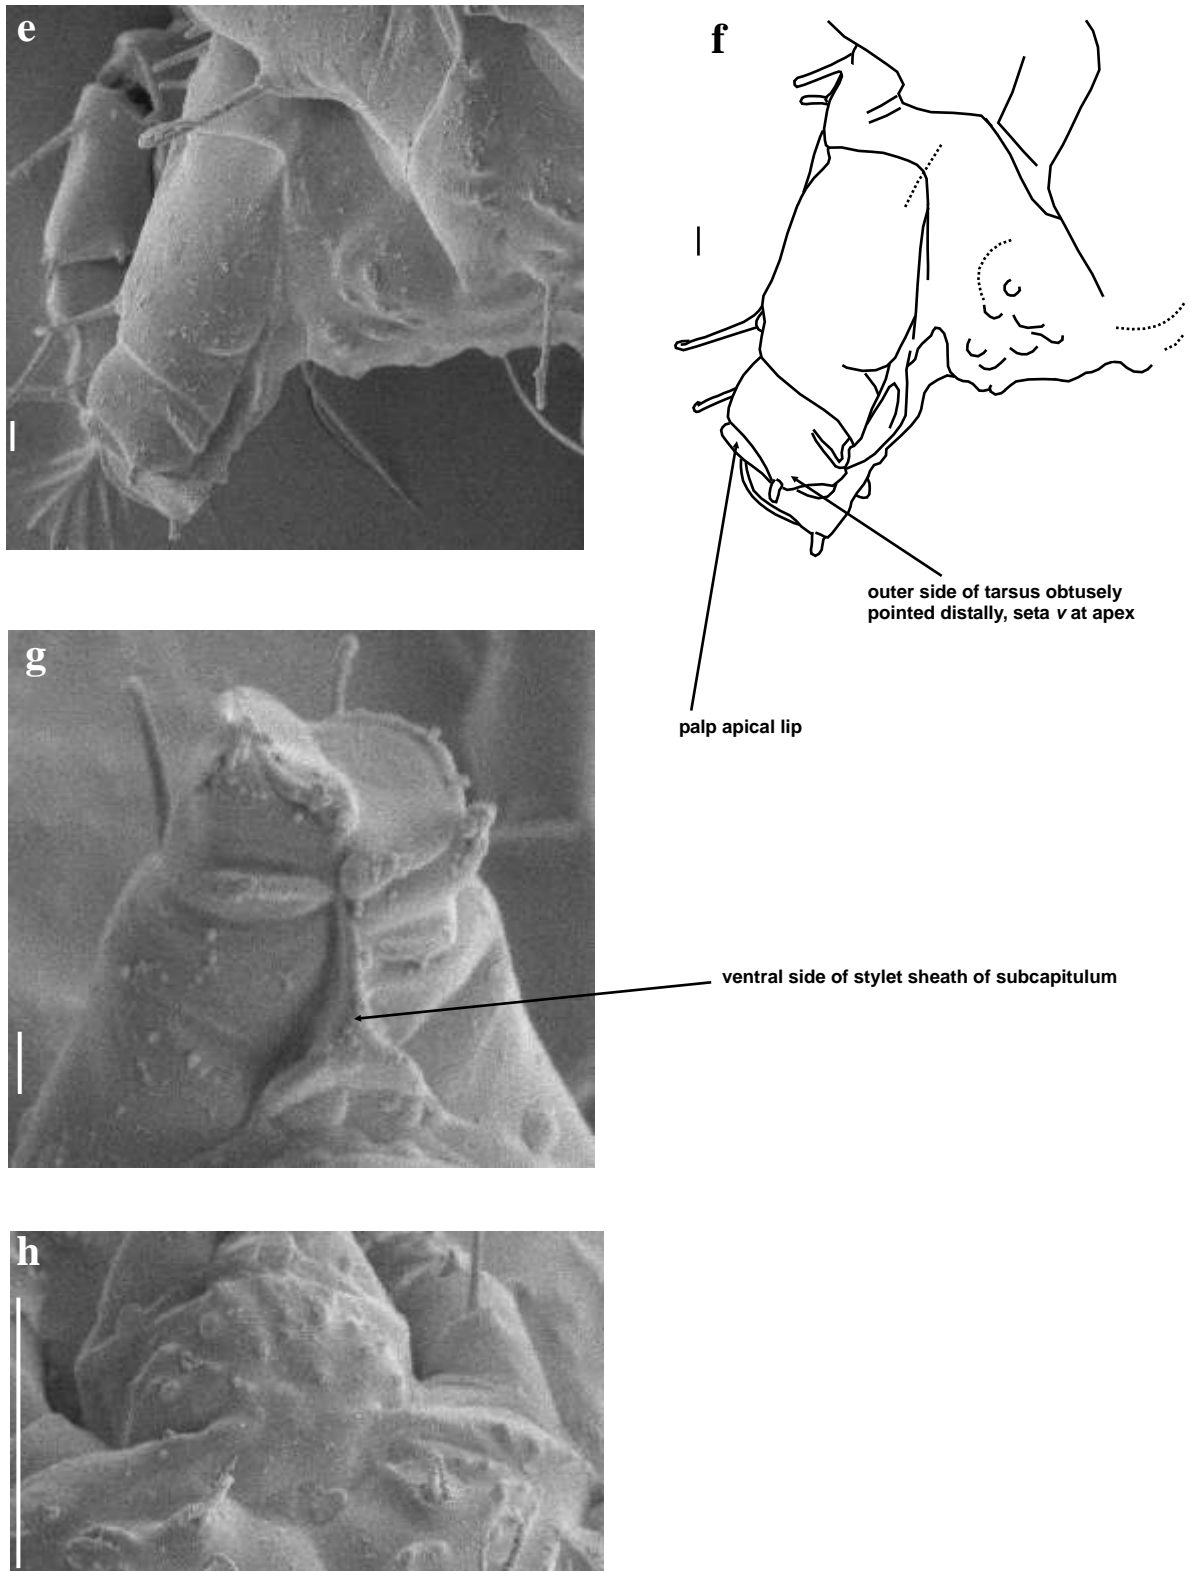 e
f
outer side of tarsus obtusely
pointed distally, seta v at apex
palp apical lip
g
ventral side of stylet sheath of subcapitulum
h